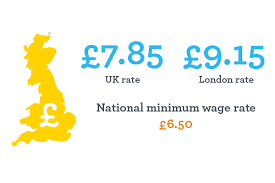 £7.85 £9.15
UK rate London rate
£
National minimum wage rate
£6.50